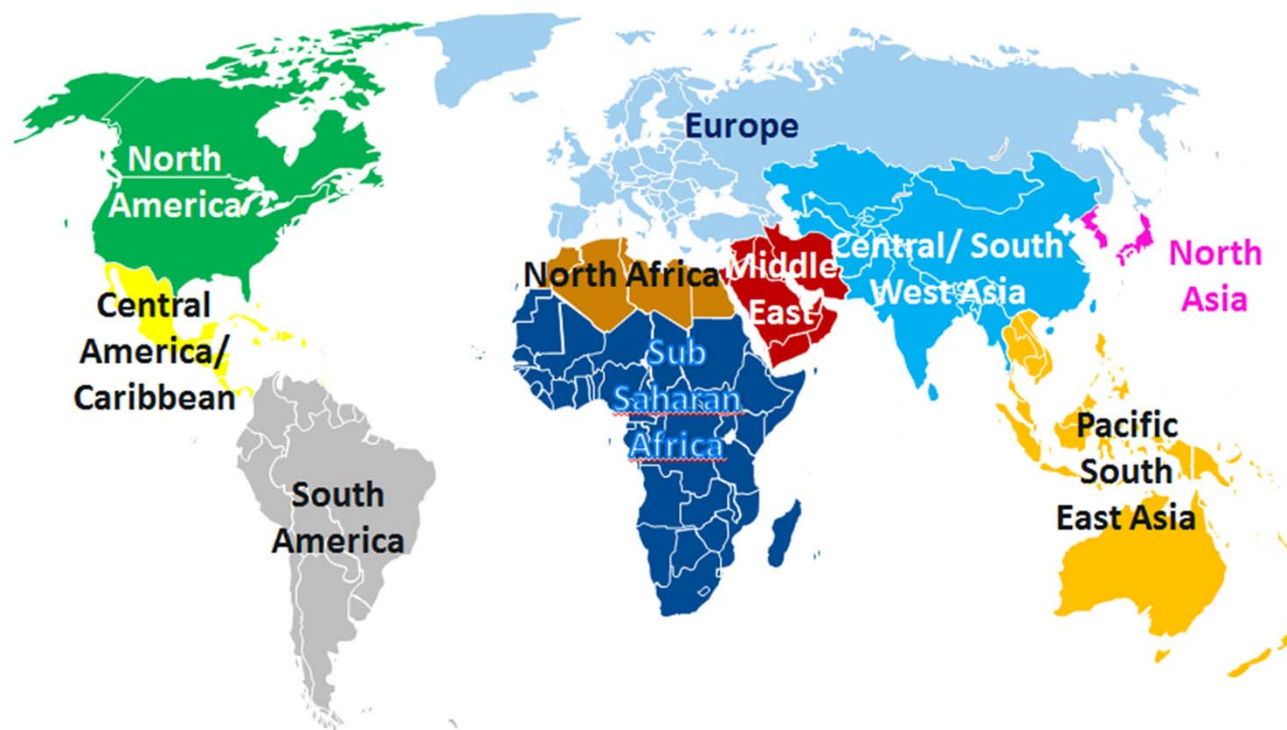 Europe
North
America
North Africa
Middle
East
Central/ South
West Asia
North
Asia
Central
America/
Caribbean
Sub
Saharan
Africa
Pacific
South
East Asia
South
America